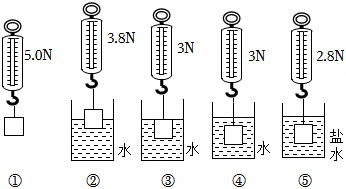 5.0N
3.8N
3N
3N
2.8N
水
水
水
盐
水
① ② ③ ④ ⑤